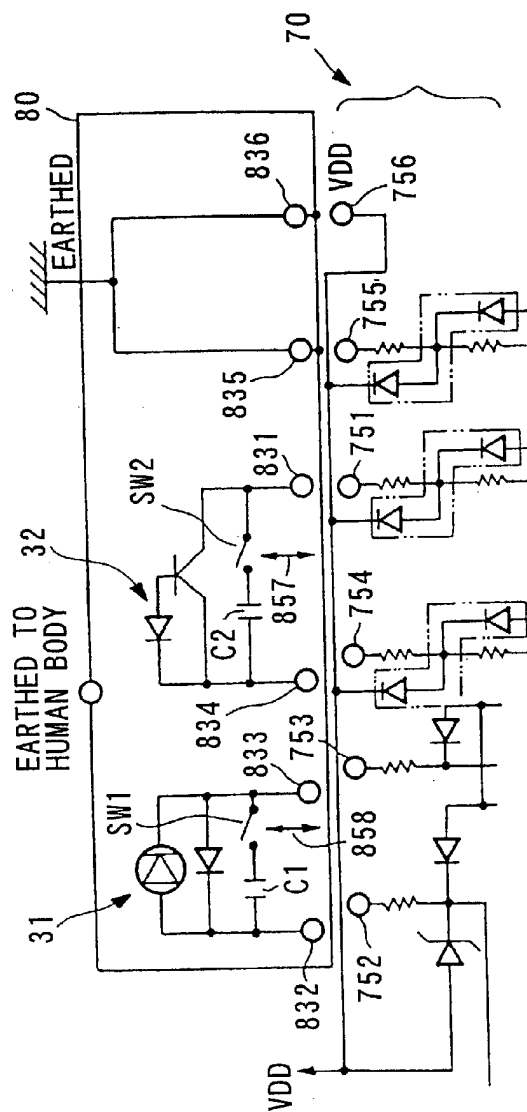 EARTHED TO
HUMAN BODY
EARTHED
80
31
SW1
32
SW2
C1
C2
858
857
832
833
834
831
835
836
70
VDD
VDD
752
753
754
751
755
756